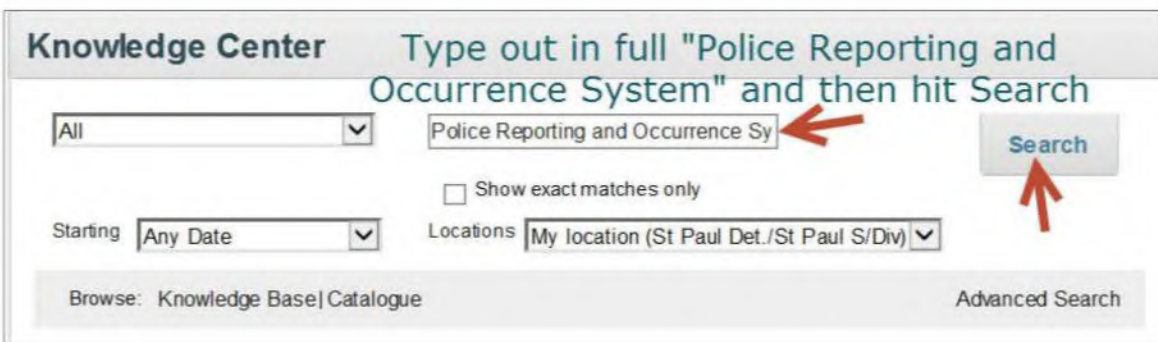 Knowledge Center
Type out in full "Police Reporting and
Occurrence System" and then hit Search
All
Police Reporting and Occurrence Sy
Search
Show exact matches only
Starting Any Date Locations My location (St Paul Det./St Paul S/Div)
Browse: Knowledge Base| Catalogue Advanced Search